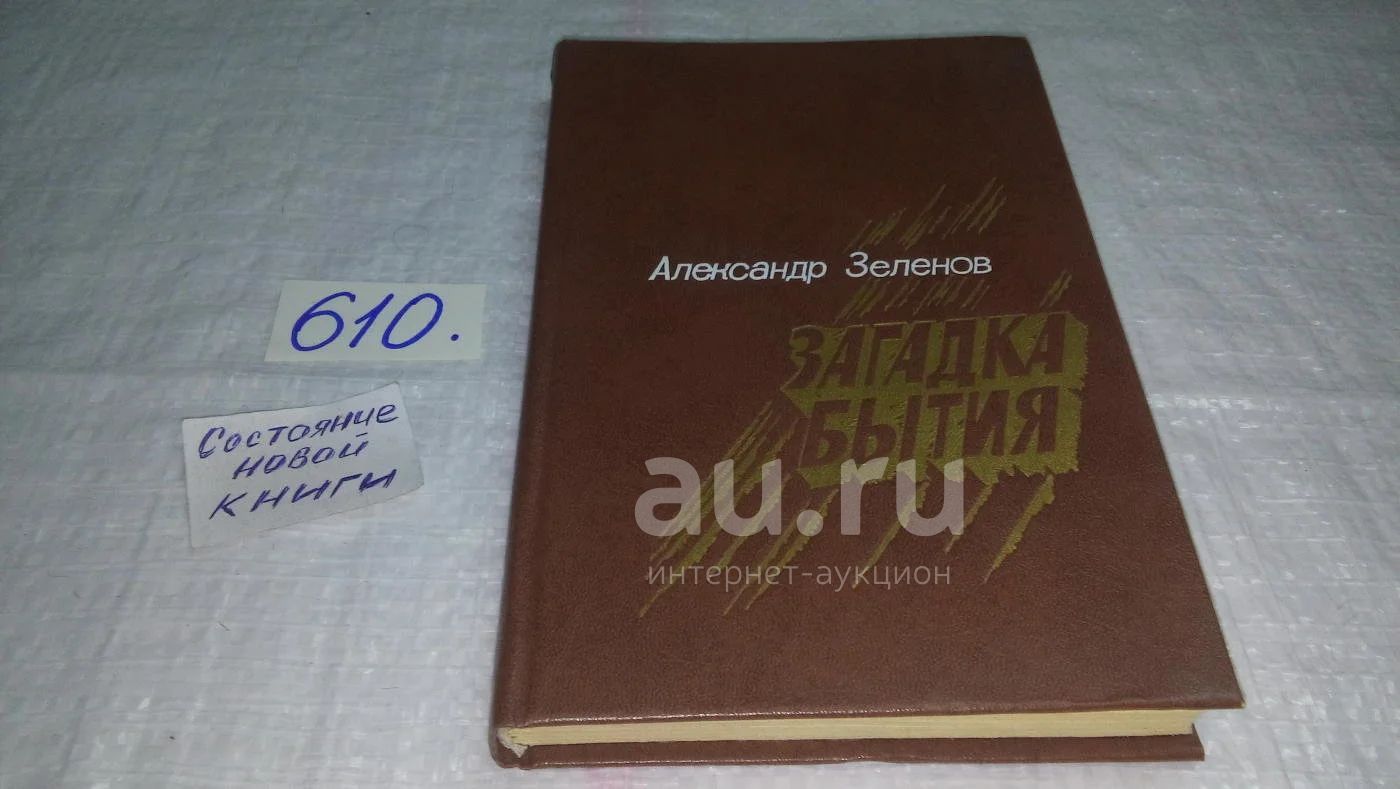 610.
Состояние
новой
книги
Александр Зеленов
ЗАГАДКА
БЫТИЯ
au.ru
интернет-аукцион